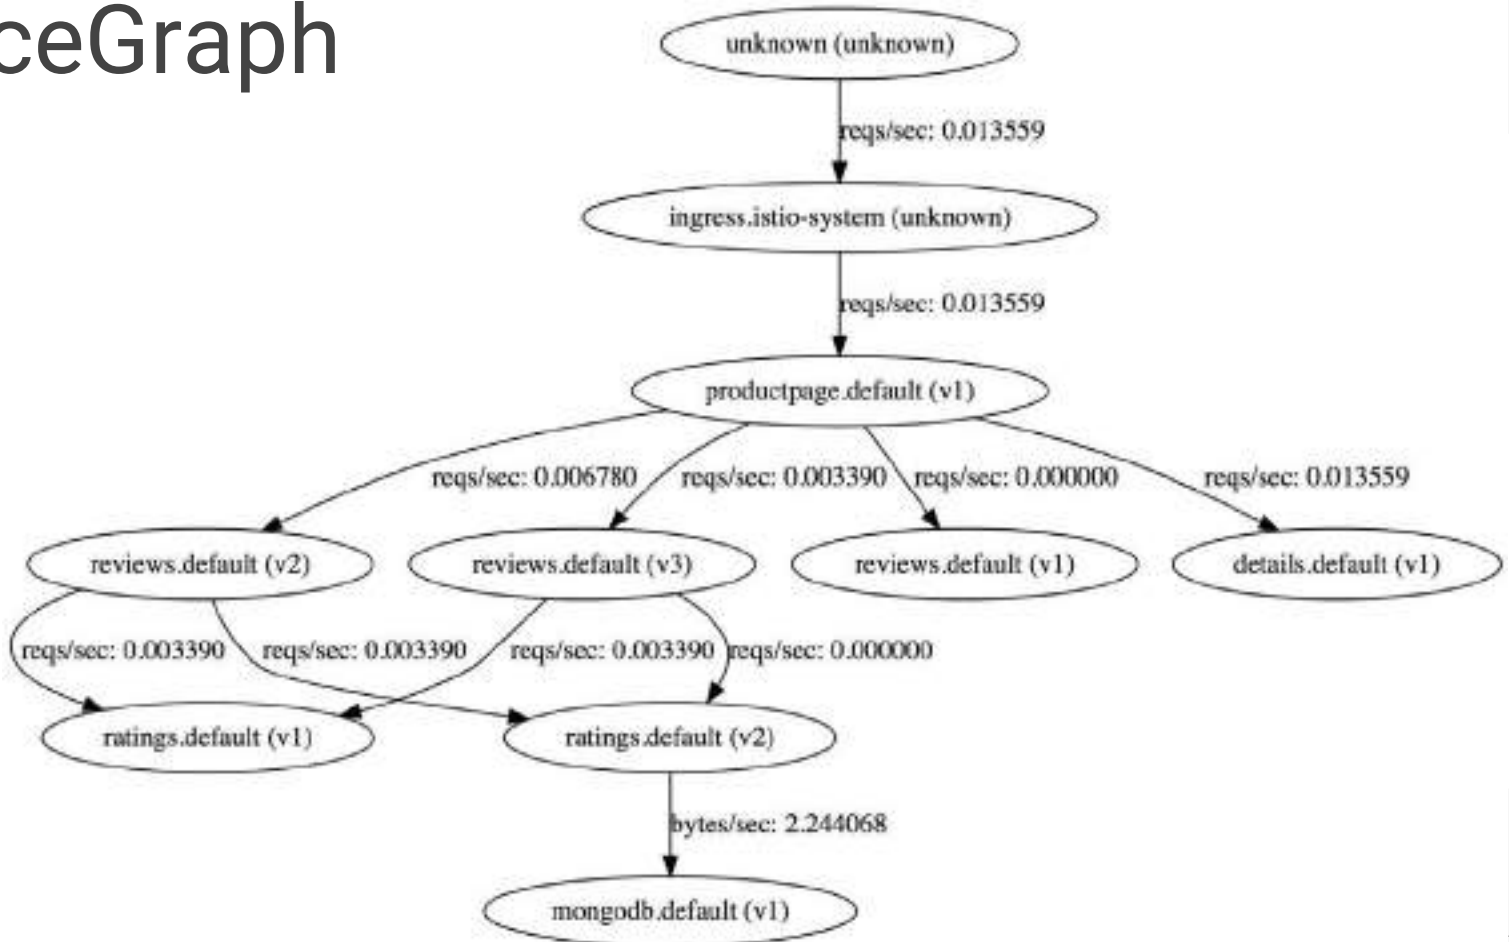 ceGraph
unknown (unknown)
reqs/sec: 0.013559
ingress.istio-system (unknown)
reqs/sec: 0.013559
productpage.default (v1)
reqs/sec: 0.006780
reqs/sec: 0.003390
reqs/sec: 0.000000
reqs/sec: 0.013559
reviews.default (v2)
reviews.default (v3)
reviews.default (v1)
details.default (v1)
reqs/sec: 0.003390
reqs/sec: 0.003390
reqs/sec: 0.003390
reqs/sec: 0.000000
ratings.default (v1)
ratings.default (v2)
bytes/sec: 2.244068
mongodb.default (v1)